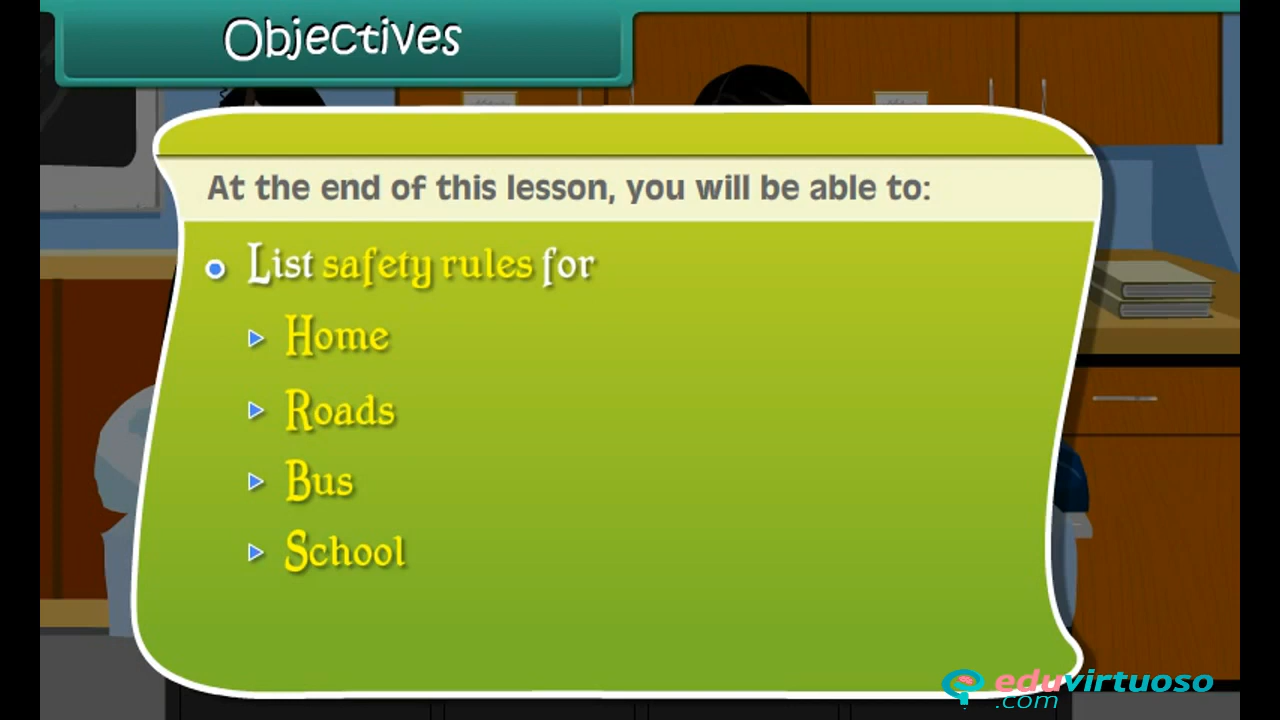 Objectives
At the end of this lesson, you will be able to:
List safety rules for
Home
Roads
Bus
School
eduvirtuoso
.com